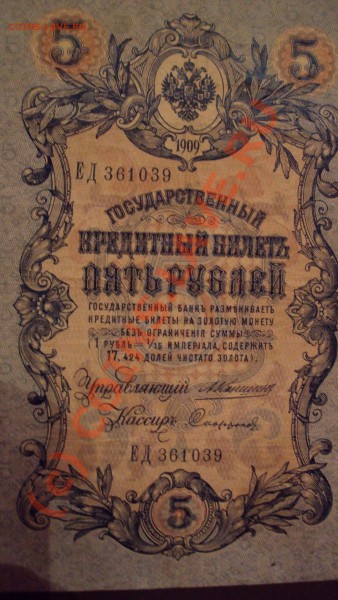 5 5
1909
ЕД 361039
ГОСУДАРСТВЕННЫЙ
КРЕДИТНЫЙ БИЛЕТЪ
ПЯТЬ РУБЛЕЙ
ГОСУДАРСТВЕННЫЙ БАНКЪ РАЗМѢНИВАЕТЪ
КРЕДИТНЫЕ БИЛЕТЫ НА ЗОЛОТУЮ МОНЕТУ
БЕЗЪ ОГРАНИЧЕНІЯ СУММЫ
(1 РУБЛЬ = 1/15 ИМПЕРІАЛА, СОДЕРЖИТЪ
17,424 ДОЛЕЙ ЧИСТАГО ЗОЛОТА).
Управляющій
Кассиръ
ЕД 361039
5